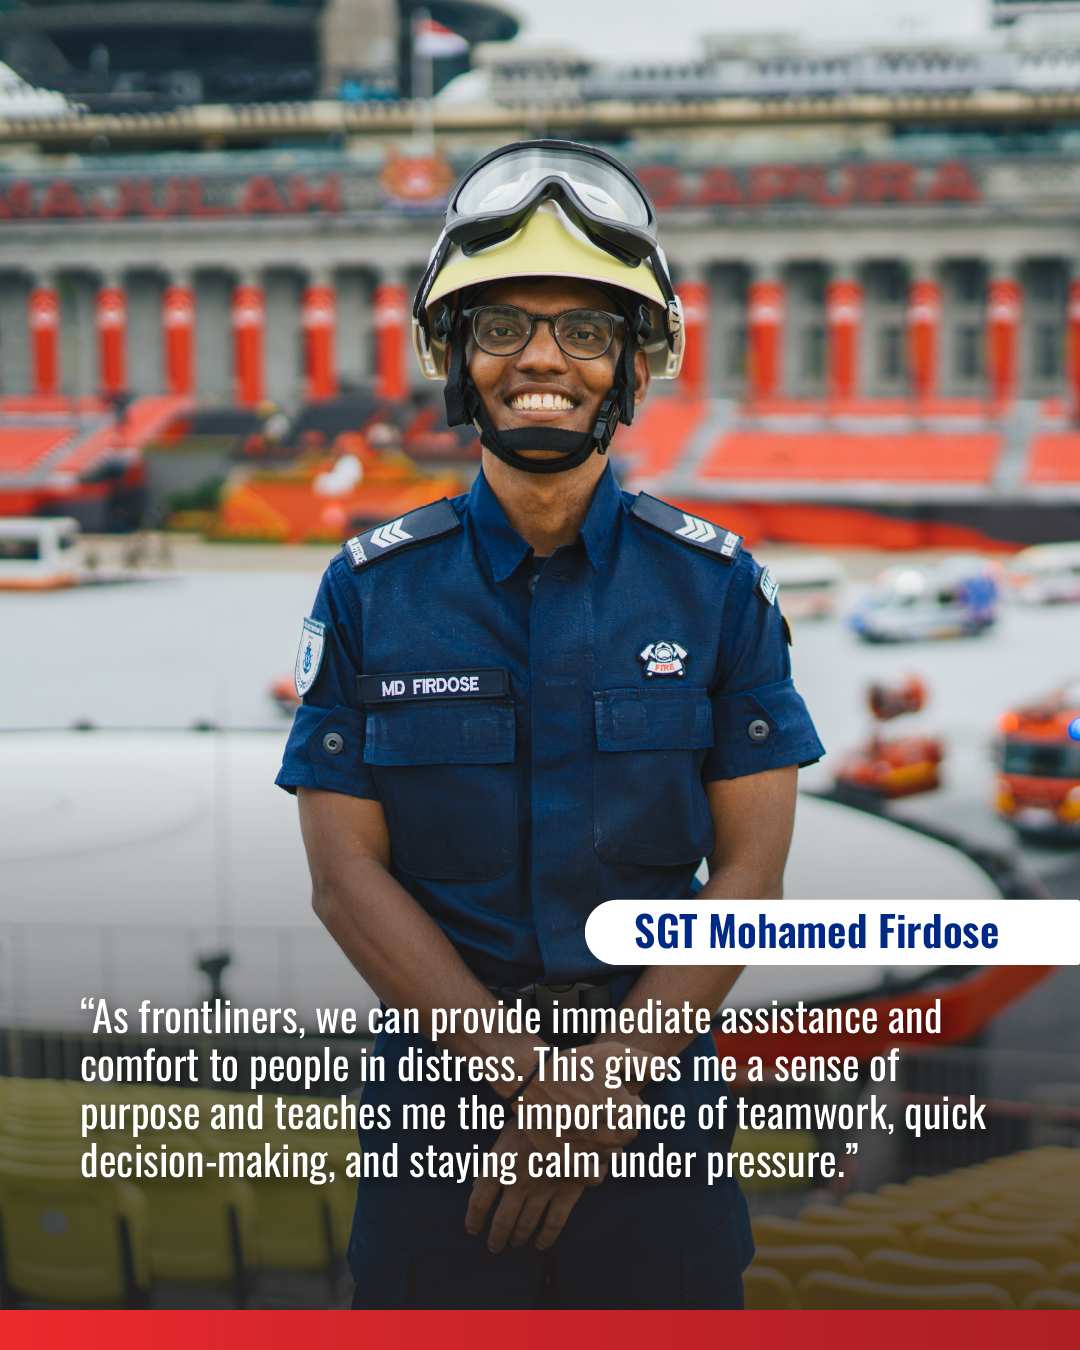 MAJULAH
GAPURA
MD FIRDOSE
FIRE
SGT Mohamed Firdose
“As frontliners, we can provide immediate assistance and
comfort to people in distress. This gives me a sense of
purpose and teaches me the importance of teamwork, quick
decision-making, and staying calm under pressure.”